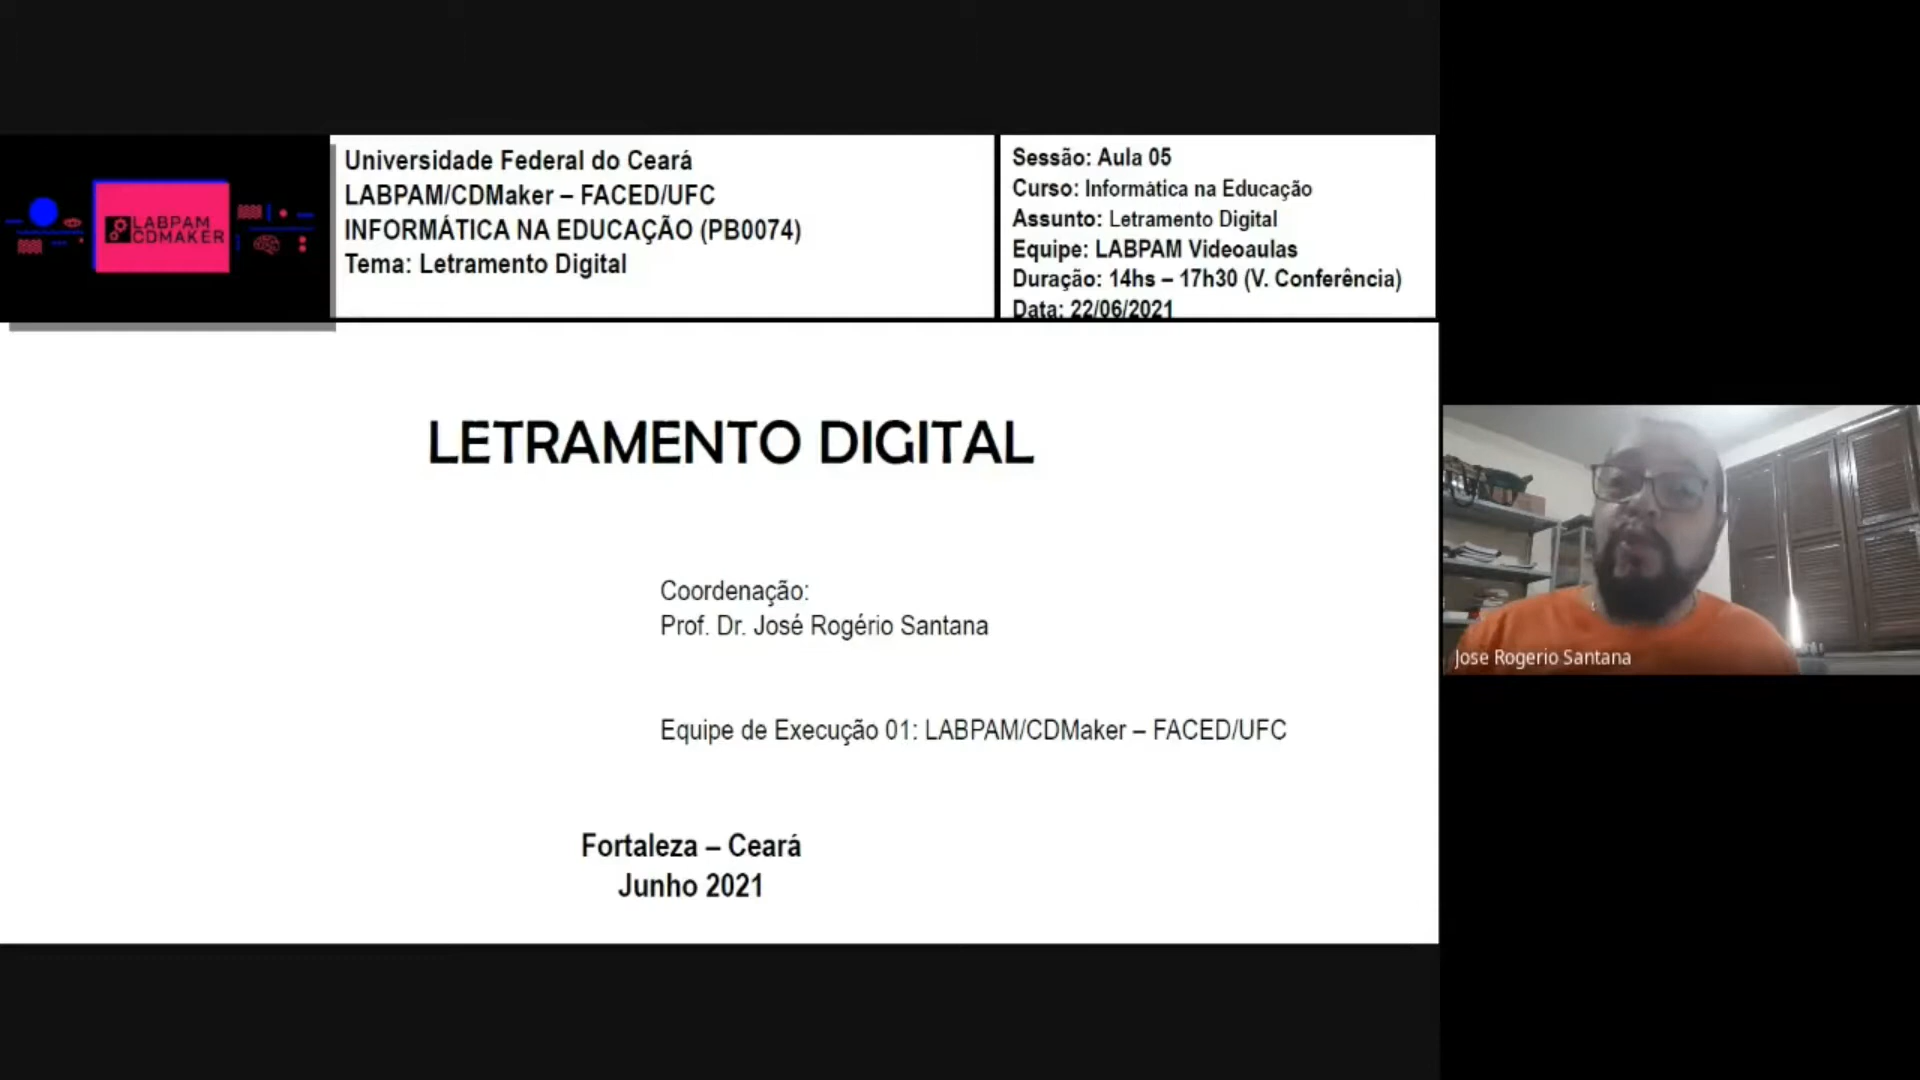 LABPAM
CDMAKER
Universidade Federal do Ceará
LABPAM/CDMaker – FACED/UFC
INFORMÁTICA NA EDUCAÇÃO (PB0074)
Tema: Letramento Digital
Sessão: Aula 05
Curso: Informática na Educação
Assunto: Letramento Digital
Equipe: LABPAM Videoaulas
Duração: 14hs – 17h30 (V. Conferência)
Data: 22/06/2021
LETRAMENTO DIGITAL
Coordenação:
Prof. Dr. José Rogério Santana
Equipe de Execução 01: LABPAM/CDMaker – FACED/UFC
Fortaleza – Ceará
Junho 2021
Jose Rogerio Santana